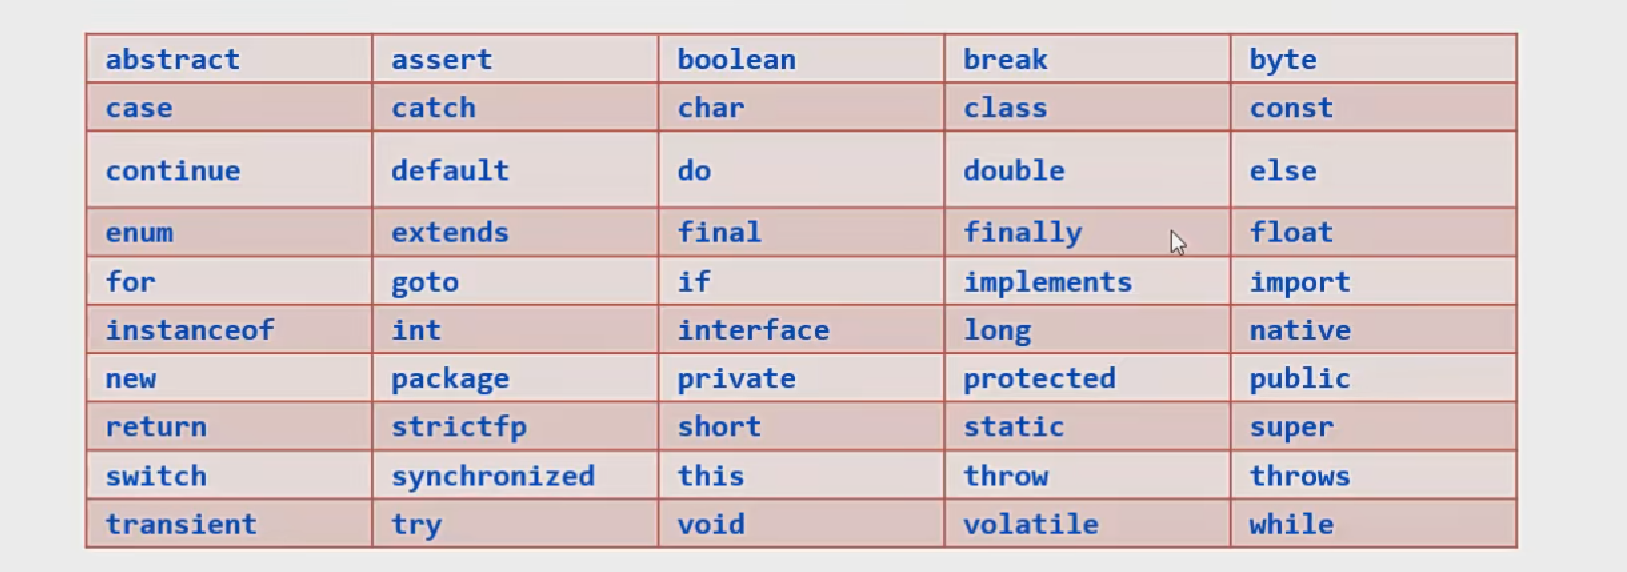 abstract assert boolean break byte
case catch char class const
continue default do double else
enum extends final finally float
for goto if implements import
instanceof int interface long native
new package private protected public
return strictfp short static super
switch synchronized this throw throws
transient try void volatile while